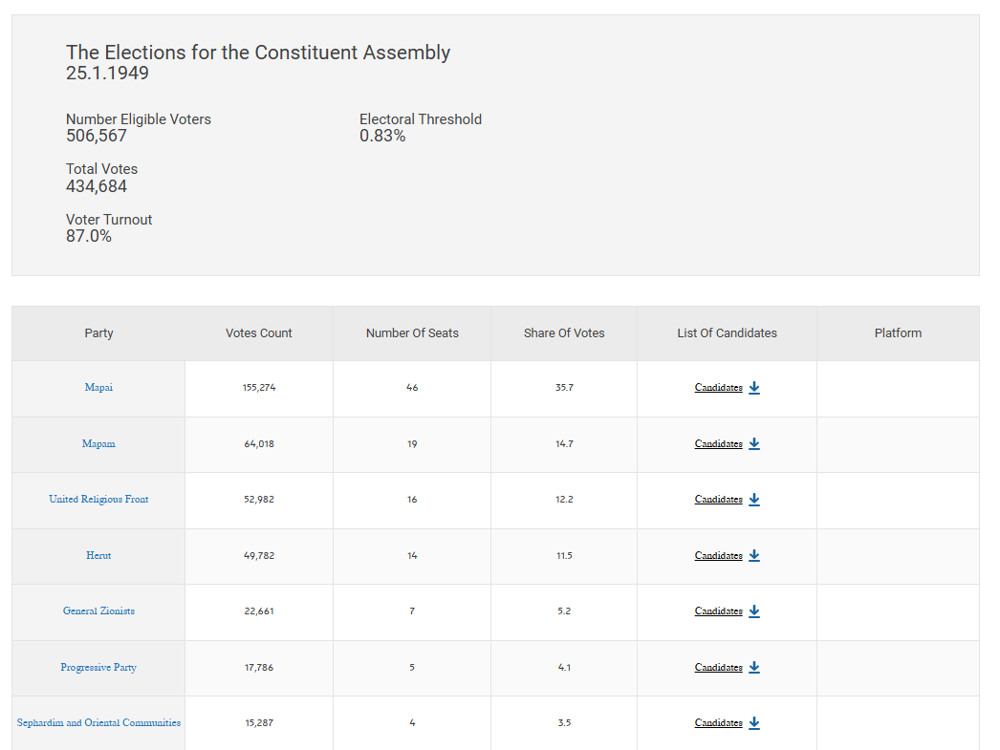 The Elections for the Constituent Assembly
25.1.1949
Number Eligible Voters
506,567
Electoral Threshold
0.83%
Total Votes
434,684
Voter Turnout
87.0%
Party Votes Count Number Of Seats Share Of Votes List Of Candidates Platform
Mapai 155,274 46 35.7 Candidates
Mapam 64,018 19 14.7 Candidates
United Religious Front 52,982 16 12.2 Candidates
Herut 49,782 14 11.5 Candidates
General Zionists 22,661 7 5.2 Candidates
Progressive Party 17,786 5 4.1 Candidates
Sephardim and Oriental Communities 15,287 4 3.5 Candidates